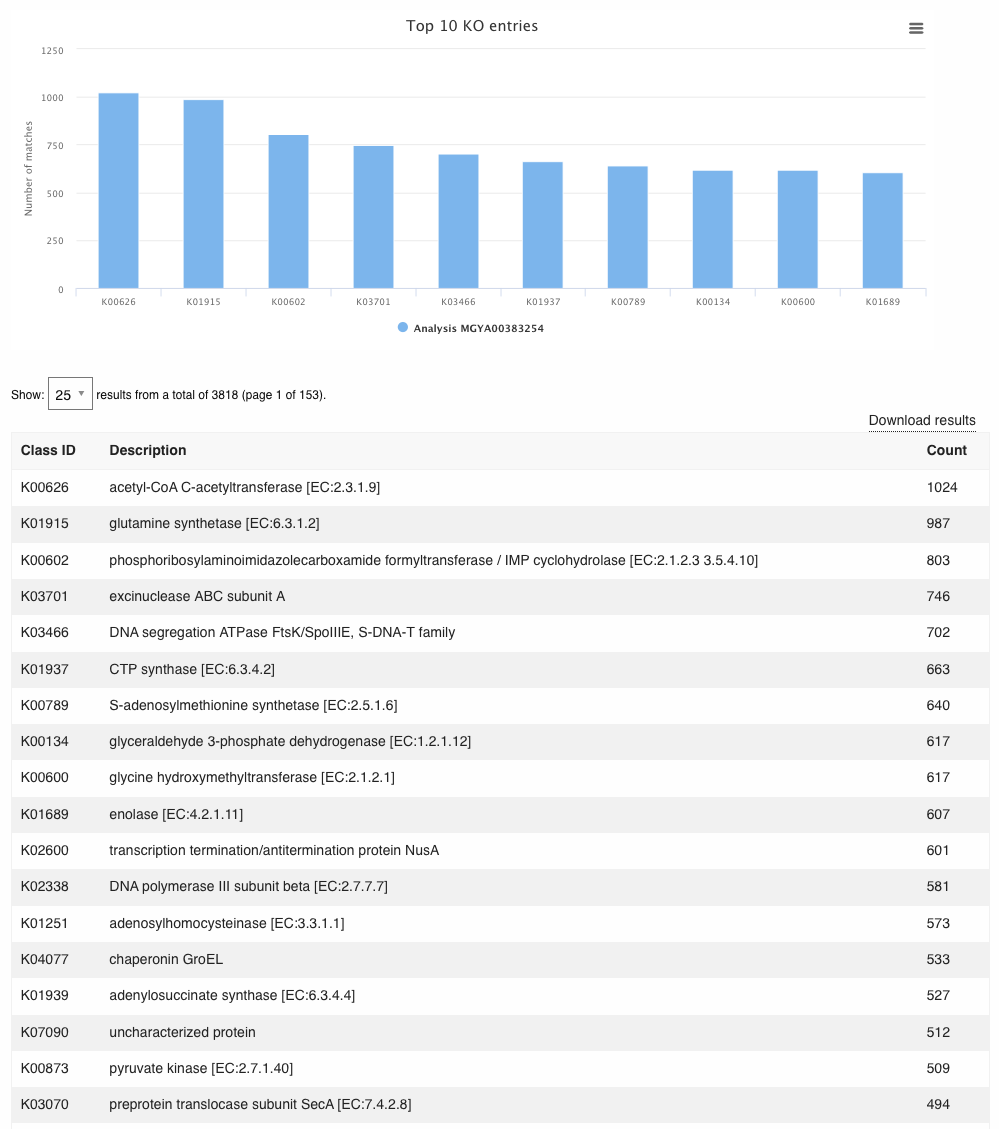 Top 10 KO entries
1250
1000
750
500
250
0
Number of matches
K00626 K01915 K00602 K03701 K03466 K01937 K00789 K00134 K00600 K01689
Analysis MGYA00383254
Show: 25 results from a total of 3818 (page 1 of 153).
Download results
Class ID Description Count
K00626 acetyl-CoA C-acetyltransferase [EC:2.3.1.9] 1024
K01915 glutamine synthetase [EC:6.3.1.2] 987
K00602 phosphoribosylaminoimidazolecarboxamide formyltransferase / IMP cyclohydrolase [EC:2.1.2.3 3.5.4.10] 803
K03701 excinuclease ABC subunit A 746
K03466 DNA segregation ATPase FtsK/SpoIIIE, S-DNA-T family 702
K01937 CTP synthase [EC:6.3.4.2] 663
K00789 S-adenosylmethionine synthetase [EC:2.5.1.6] 640
K00134 glyceraldehyde 3-phosphate dehydrogenase [EC:1.2.1.12] 617
K00600 glycine hydroxymethyltransferase [EC:2.1.2.1] 617
K01689 enolase [EC:4.2.1.11] 607
K02600 transcription termination/antitermination protein NusA 601
K02338 DNA polymerase III subunit beta [EC:2.7.7.7] 581
K01251 adenosylhomocysteinase [EC:3.3.1.1] 573
K04077 chaperonin GroEL 533
K01939 adenylosuccinate synthase [EC:6.3.4.4] 527
K07090 uncharacterized protein 512
K00873 pyruvate kinase [EC:2.7.1.40] 509
K03070 preprotein translocase subunit SecA [EC:7.4.2.8] 494